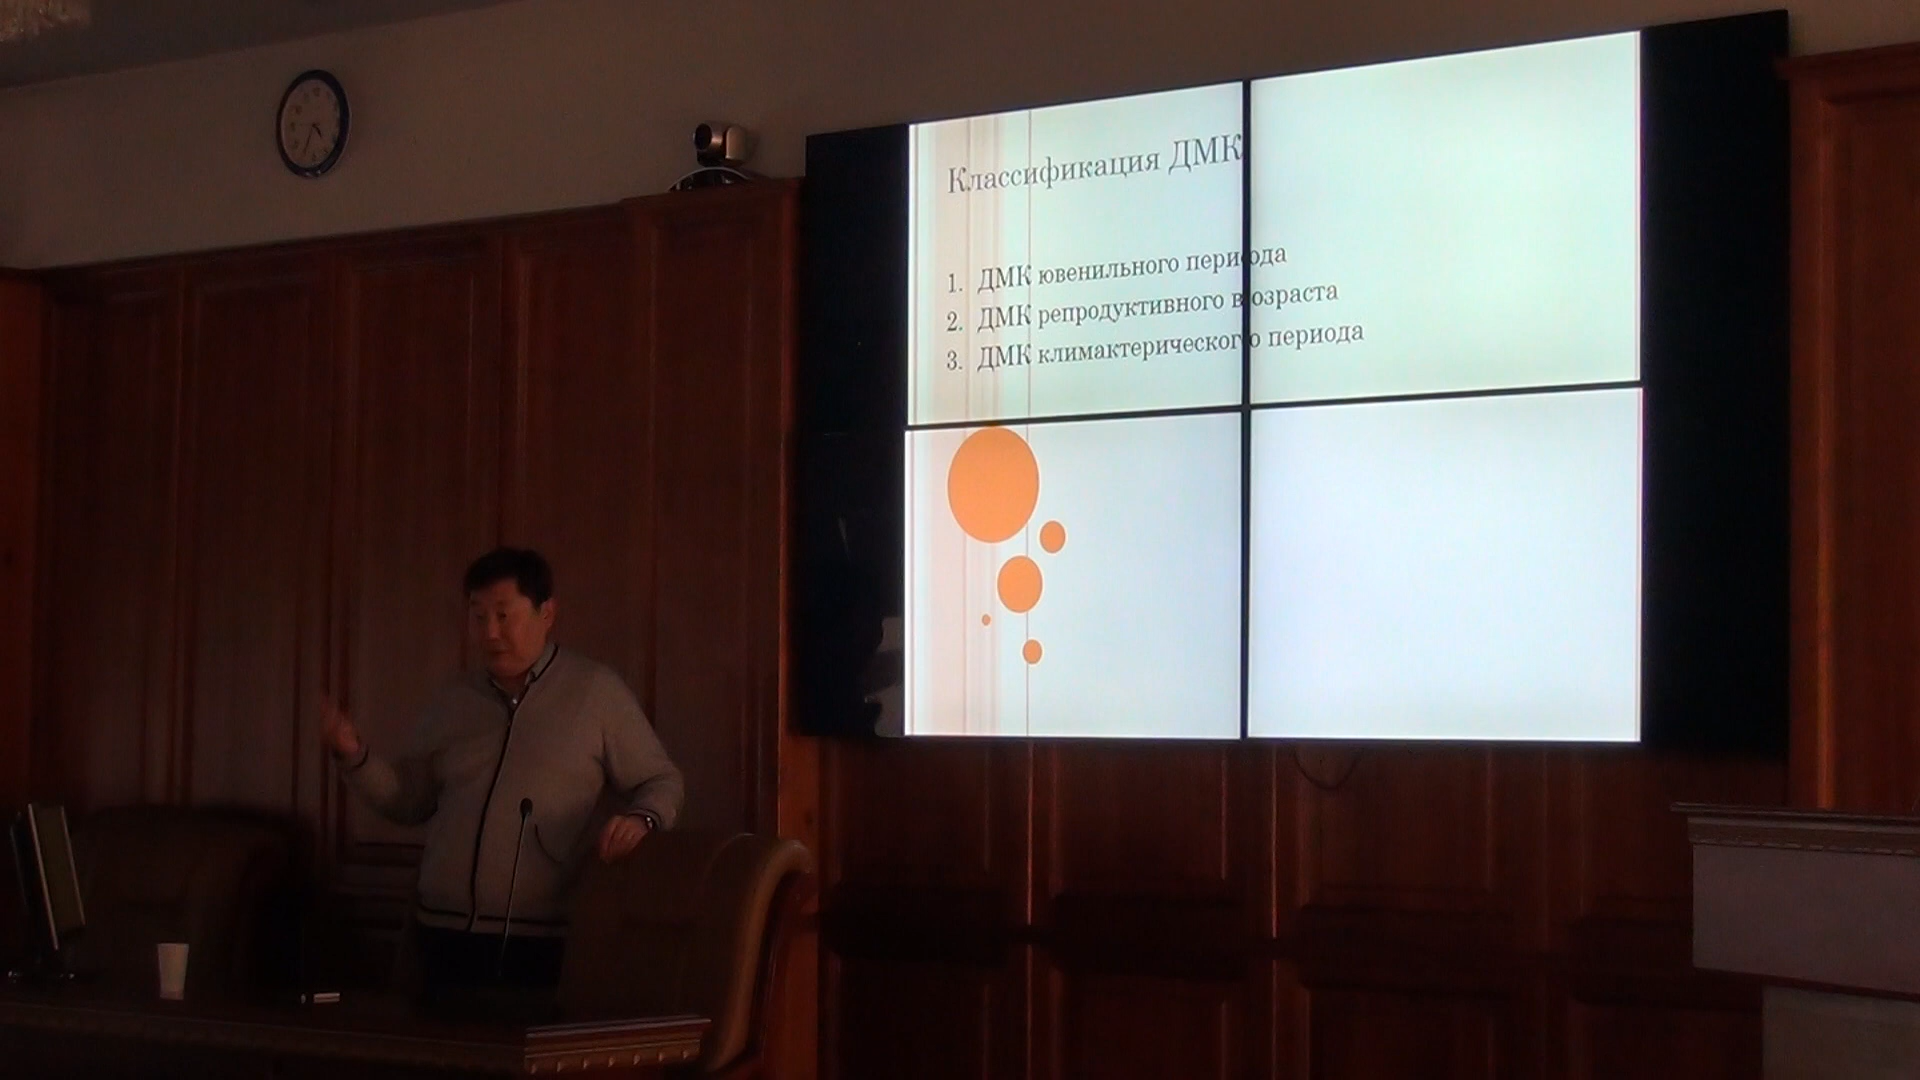 Классификация ДМК
1. ДМК ювенильного периода
2. ДМК репродуктивного возраста
3. ДМК климактерического периода